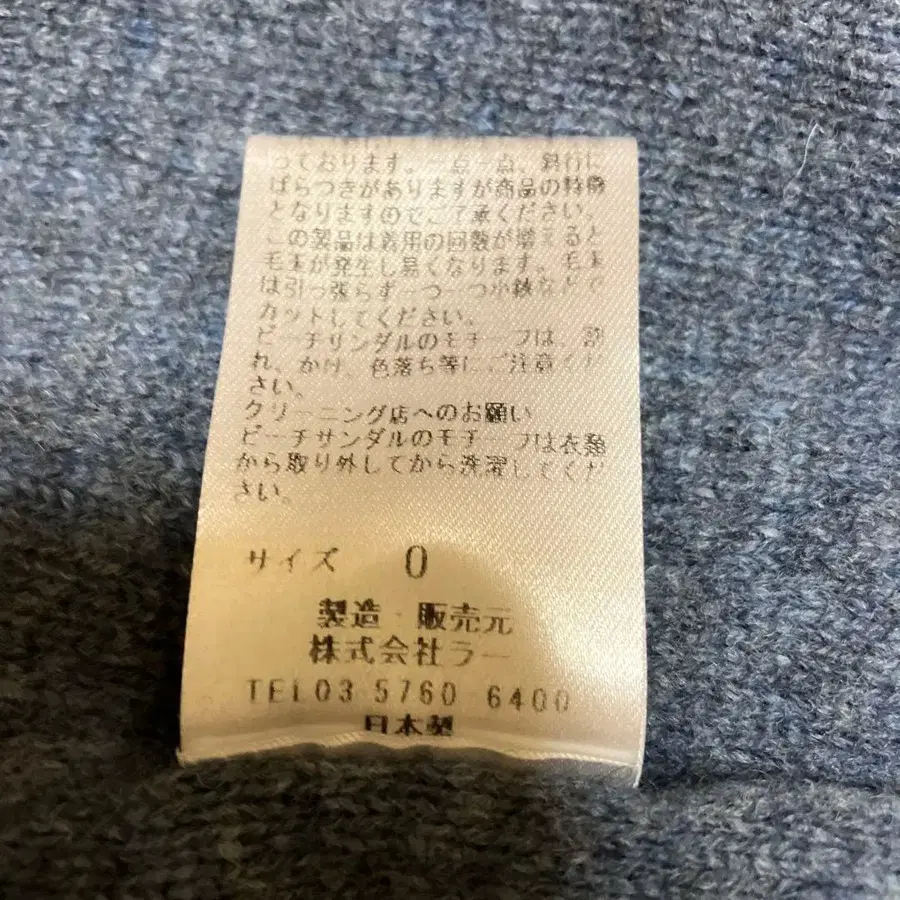 っております。一点一点、斜行に
ばらつきがありますが商品の特徴
となりますのでご了承ください。
この製品は着用の回数が増えると
毛玉が発生し易くなります。毛玉
は引っ張らず一つ一つ小鋏などで
カットしてください。
ビーチサンダルのモチーフは、割
れ、かけ、色落ち等にご注意くだ
さい。
クリーニング店へのお願い
ビーチサンダルのモチーフは衣類
から取り外してから洗濯してくだ
さい。
サイズ 0
製造・販売元
株式会社ラー
TEL03 5760 6400
日本製